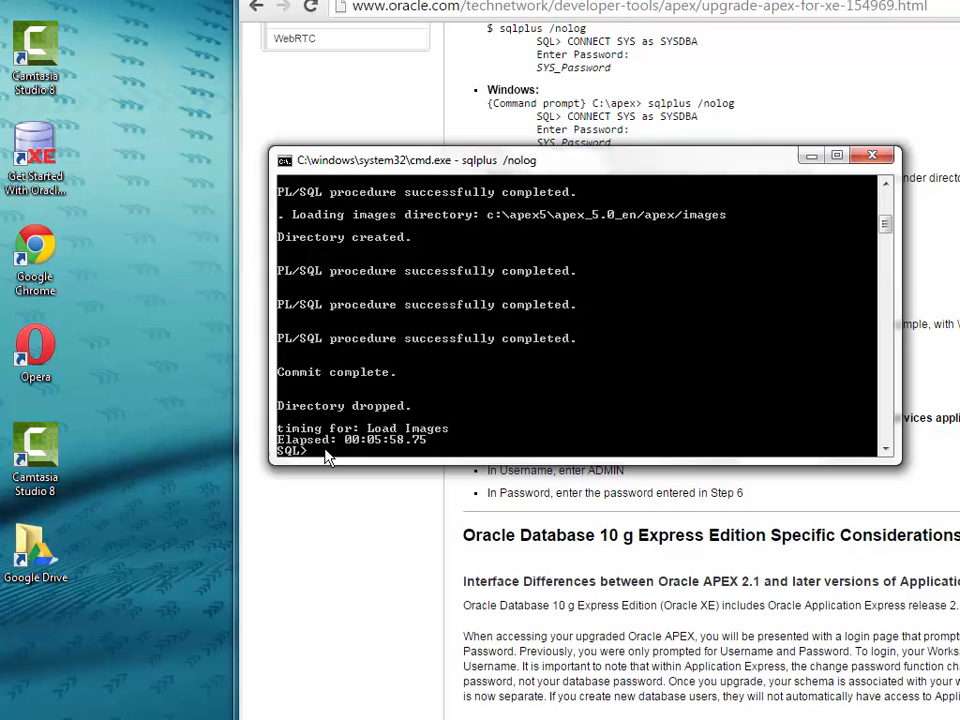 www.oracle.com/technetwork/developer-tools/apex/upgrade-apex-for-xe-154969.html
WebRTC
$ sqlplus /nolog
SQL> CONNECT SYS as SYSDBA
Enter Password:
SYS_Password
Windows:
{Command prompt} C:\apex> sqlplus /nolog
SQL> CONNECT SYS as SYSDBA
Enter Password:
SYS_Password
C:\windows\system32\cmd.exe - sqlplus /nolog
PL/SQL procedure successfully completed.
. Loading images directory: c:\apex5\apex_5.0_en/apex/images
Directory created.
PL/SQL procedure successfully completed.
PL/SQL procedure successfully completed.
PL/SQL procedure successfully completed.
Commit complete.
Directory dropped.
timing for: Load Images
Elapsed: 00:05:58.75
SQL>
In Username, enter ADMIN
In Password, enter the password entered in Step 6
Oracle Database 10 g Express Edition Specific Considerations
Interface Differences between Oracle APEX 2.1 and later versions of Applicati
Oracle Database 10 g Express Edition (Oracle XE) includes Oracle Application Express release 2.
When accessing your upgraded Oracle APEX, you will be presented with a login page that prompt
Password. Previously, you were only prompted for Username and Password. To login, your Works
Username. It is important to note that within Application Express, the change password function ch
password, not your database password. Once you upgrade, your schema is associated with your w
is now separate. If you create new database users, they will not automatically have access to Appli
Camtasia
Studio 8
XE
Get Started
With Oracl...
Google
Chrome
Opera
Camtasia
Studio 8
Google Drive